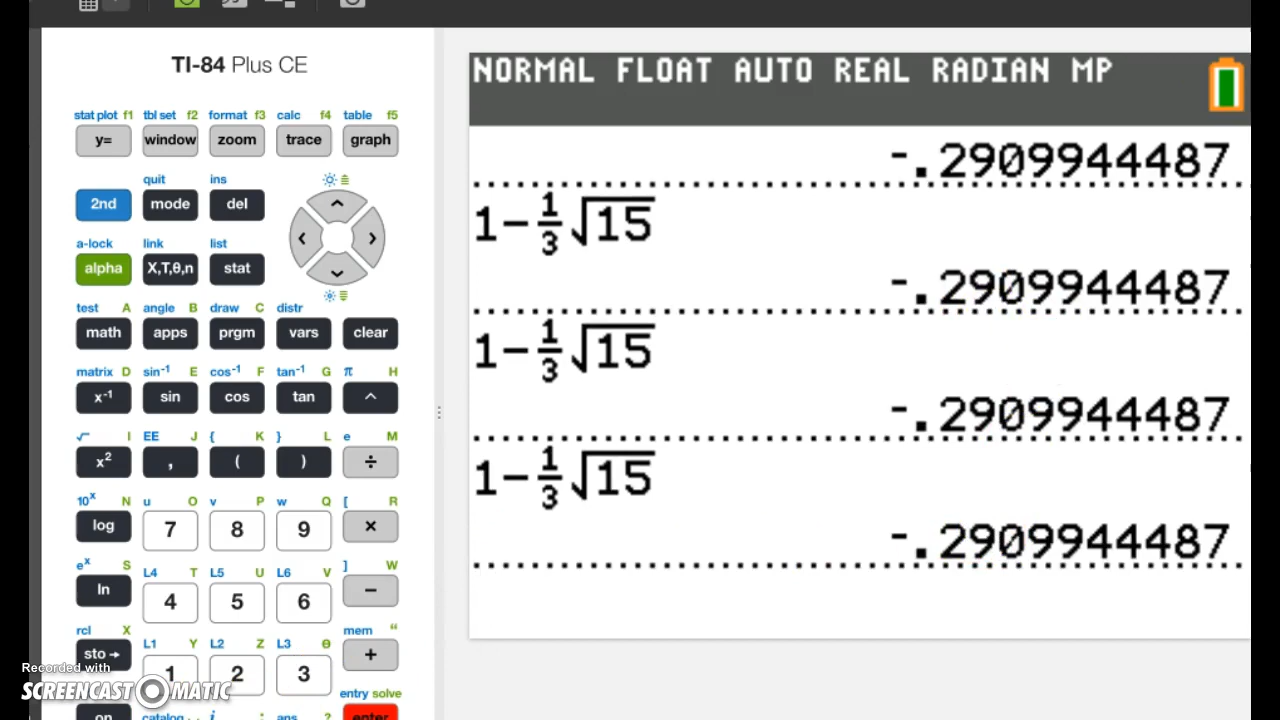 TI-84 Plus CE
NORMAL FLOAT AUTO REAL RADIAN MP
stat plot f1 tbl set f2 format f3 calc f4 table f5
y= window zoom trace graph
quit ins
2nd mode del
a-lock link list
alpha X,T,θ,n stat
test A angle B draw C distr
math apps prgm vars clear
matrix D sin⁻¹ E cos⁻¹ F tan⁻¹ G π H
x⁻¹ sin cos tan ^
√ I EE J { K } L e M
x² , ( ) ÷
10ˣ N u O v P w Q [ R
log 7 8 9 ×
eˣ S L4 T L5 U L6 V ] W
ln 4 5 6 −
rcl X L1 Y L2 Z L3 θ mem "
sto→ 1 2 3 +
entry solve
on catalog i : ans ? enter
-.2909944487
1-1/3√15
-.2909944487
1-1/3√15
-.2909944487
1-1/3√15
-.2909944487
Recorded with
SCREENCAST O MATIC